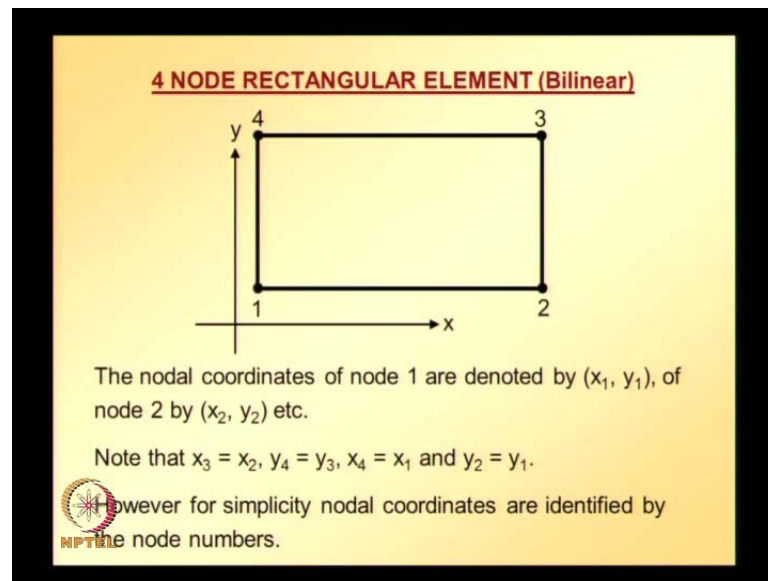 4 NODE RECTANGULAR ELEMENT (Bilinear)
4
3
y
1
2
x
The nodal coordinates of node 1 are denoted by (x₁, y₁), of
node 2 by (x₂, y₂) etc.
Note that x₃ = x₂, y₄ = y₃, x₄ = x₁ and y₂ = y₁.
However for simplicity nodal coordinates are identified by
the node numbers.
NPTEL